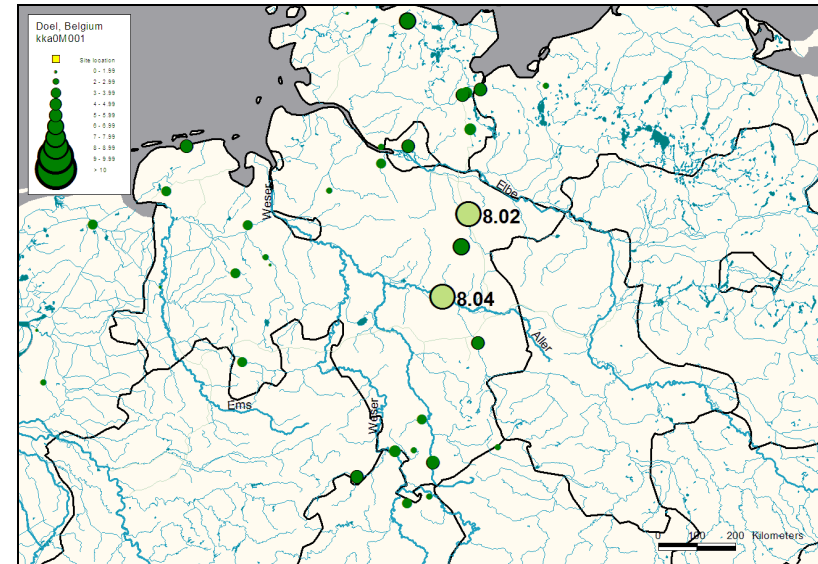 Doel, Belgium
kka0M001
Site location
0 - 1.99
2 - 2.99
3 - 3.99
4 - 4.99
5 - 5.99
6 - 6.99
7 - 7.99
8 - 8.99
9 - 9.99
> 10
Weser
Elbe
8.02
8.04
Aller
Ems
Weser
0 100 200 Kilometers